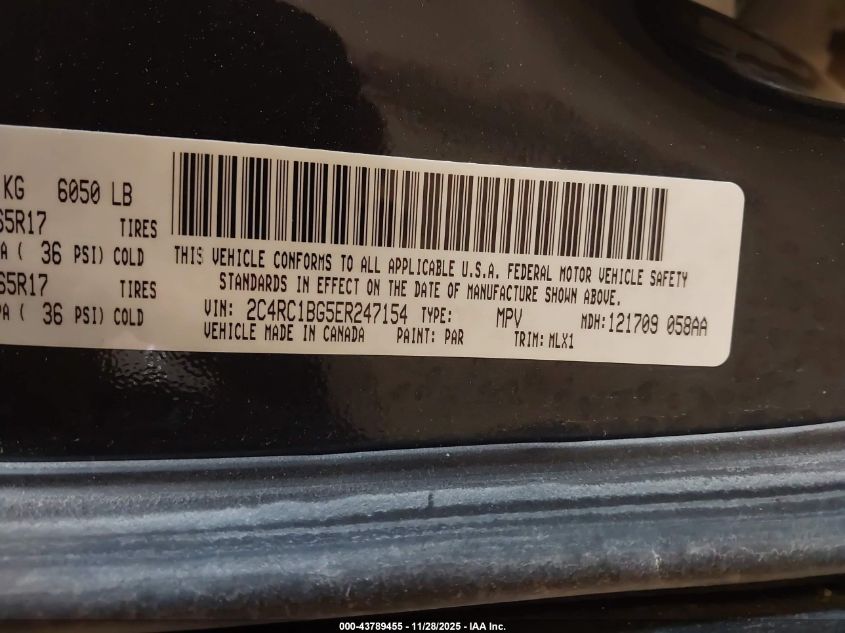 KG 6050 LB
TIRES
( 36 PSI) COLD
TIRES
( 36 PSI) COLD
THIS VEHICLE CONFORMS TO ALL APPLICABLE U.S.A. FEDERAL MOTOR VEHICLE SAFETY
STANDARDS IN EFFECT ON THE DATE OF MANUFACTURE SHOWN ABOVE.
VIN: 2C4RC1BG5ER247154 TYPE: MPV MDH: 121709 058AA
VEHICLE MADE IN CANADA PAINT: PAR TRIM: MLX1
000-43789455 - 11/28/2025 - IAA Inc.